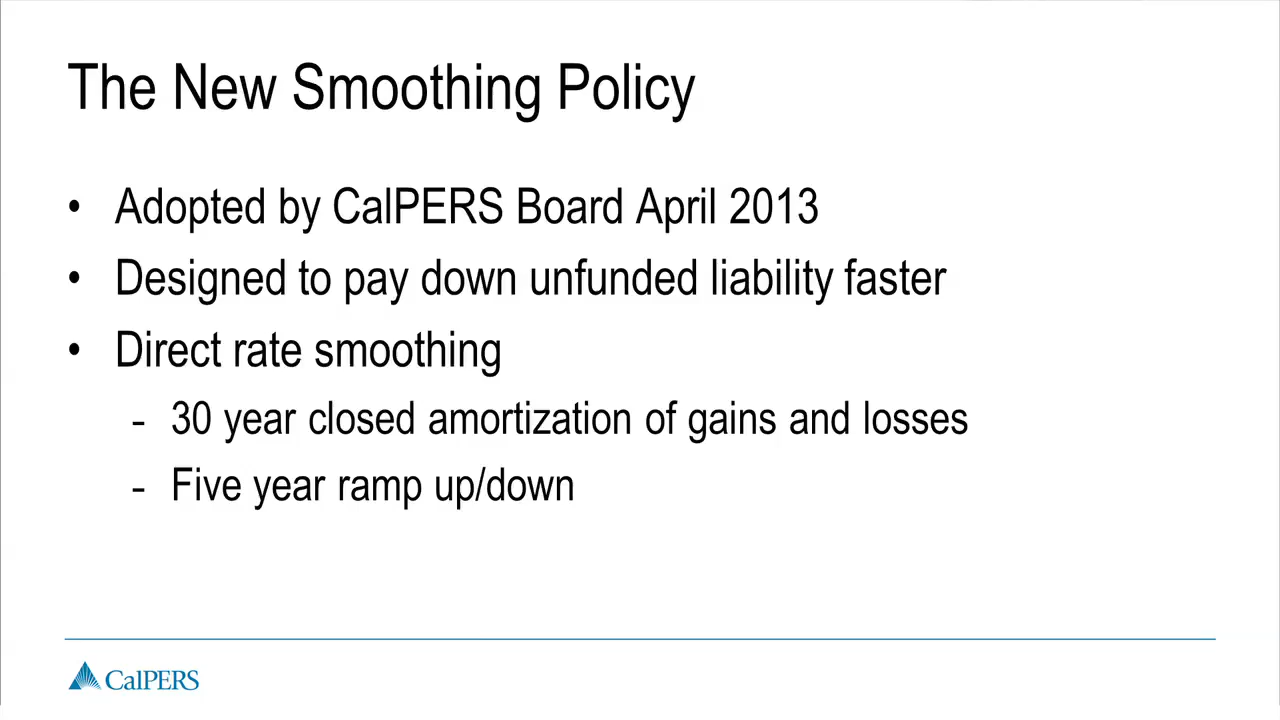 The New Smoothing Policy
• Adopted by CalPERS Board April 2013
• Designed to pay down unfunded liability faster
• Direct rate smoothing
- 30 year closed amortization of gains and losses
- Five year ramp up/down
CalPERS